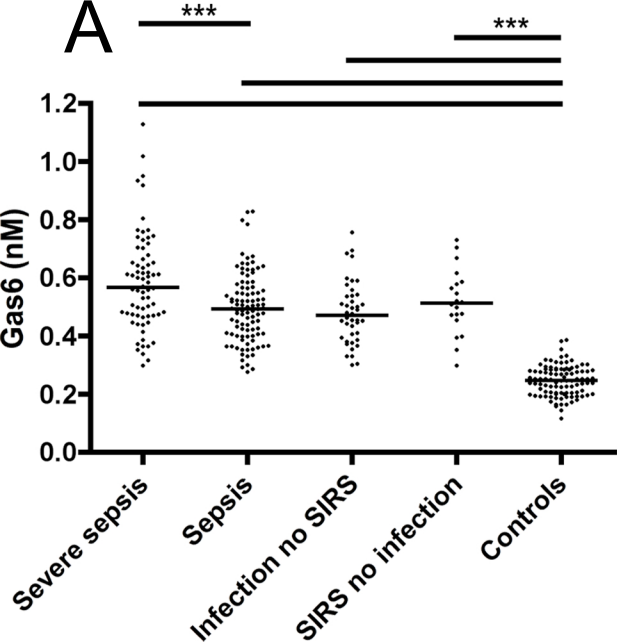 A
***
***
Gas6 (nM)
1.2
1.0
0.8
0.6
0.4
0.2
0.0
Severe sepsis
Sepsis
Infection no SIRS
SIRS no infection
Controls